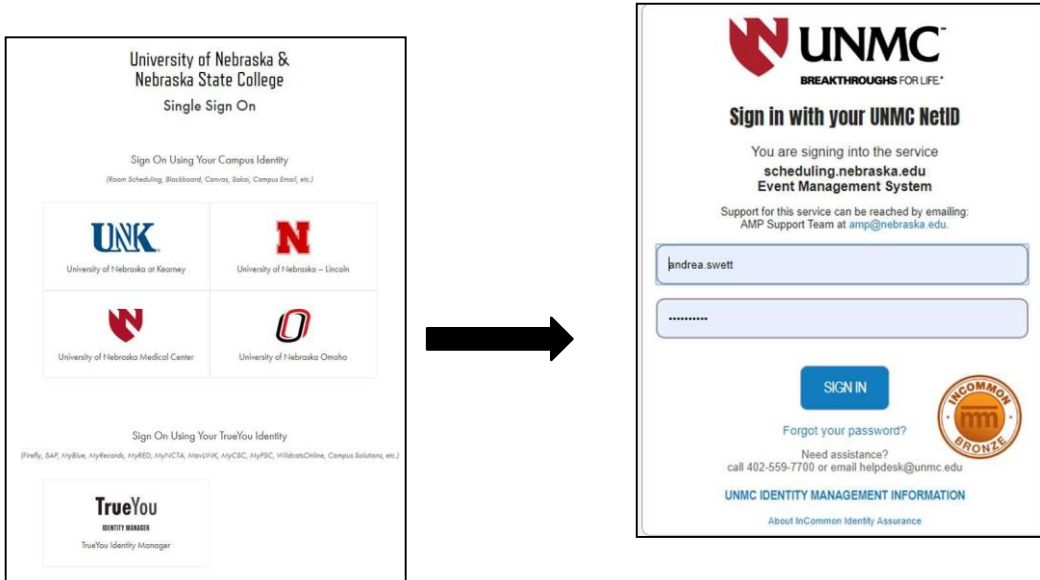 University of Nebraska &
Nebraska State College
Single Sign On
Sign On Using Your Campus Identity
(Room Scheduling, Blackboard, Canvas, Sakai, Campus Email, etc.)
UNK
N
University of Nebraska at Kearney
University of Nebraska – Lincoln
N
O
University of Nebraska Medical Center
University of Nebraska Omaha
Sign On Using Your TrueYou Identity
(Firefly, SAP, MyBlue, MyRecords, MyRED, MyNCTA, MavLINK, MyCSC, MyPSC, WildcatsOnline, Campus Solutions, etc.)
TrueYou
IDENTITY MANAGER
TrueYou Identity Manager
N UNMC
BREAKTHROUGHS FOR LIFE.
Sign in with your UNMC NetID
You are signing into the service
scheduling.nebraska.edu
Event Management System
Support for this service can be reached by emailing:
AMP Support Team at amp@nebraska.edu.
andrea.swett
••••••••••
SIGN IN
INCOMMON
BRONZE
Forgot your password?
Need assistance?
call 402-559-7700 or email helpdesk@unmc.edu
UNMC IDENTITY MANAGEMENT INFORMATION
About InCommon Identity Assurance